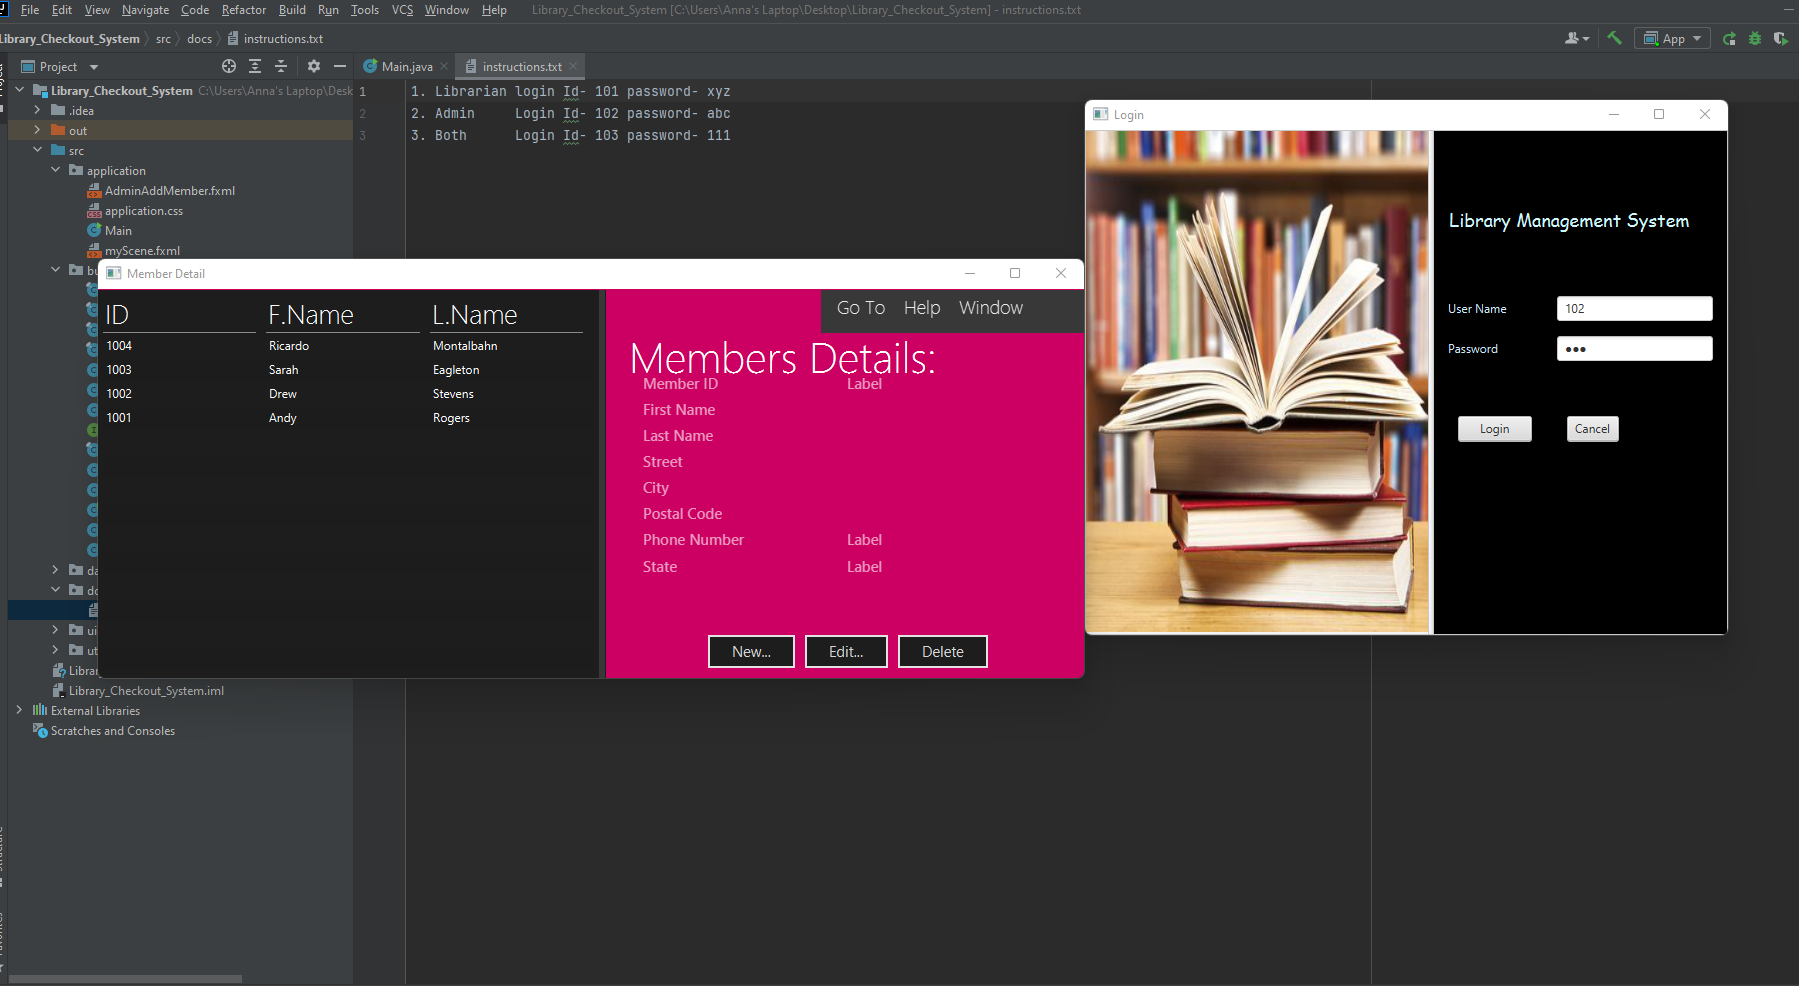 File Edit View Navigate Code Refactor Build Run Tools VCS Window Help Library_Checkout_System [C:\Users\Anna's Laptop\Desktop\Library_Checkout_System] - instructions.txt
Library_Checkout_System src docs instructions.txt
App
Project
Main.java
instructions.txt
Library_Checkout_System C:\Users\Anna's Laptop\Desk
.idea
out
src
application
AdminAddMember.fxml
application.css
Main
myScene.fxml
Library_Checkout_System.iml
External Libraries
Scratches and Consoles
1 1. Librarian login Id- 101 password- xyz
2 2. Admin Login Id- 102 password- abc
3 3. Both Login Id- 103 password- 111
Member Detail
ID F.Name L.Name
1004 Ricardo Montalbahn
1003 Sarah Eagleton
1002 Drew Stevens
1001 Andy Rogers
Go To Help Window
Members Details:
Member ID Label
First Name
Last Name
Street
City
Postal Code
Phone Number Label
State Label
New... Edit... Delete
Login
Library Management System
User Name 102
Password
Login Cancel